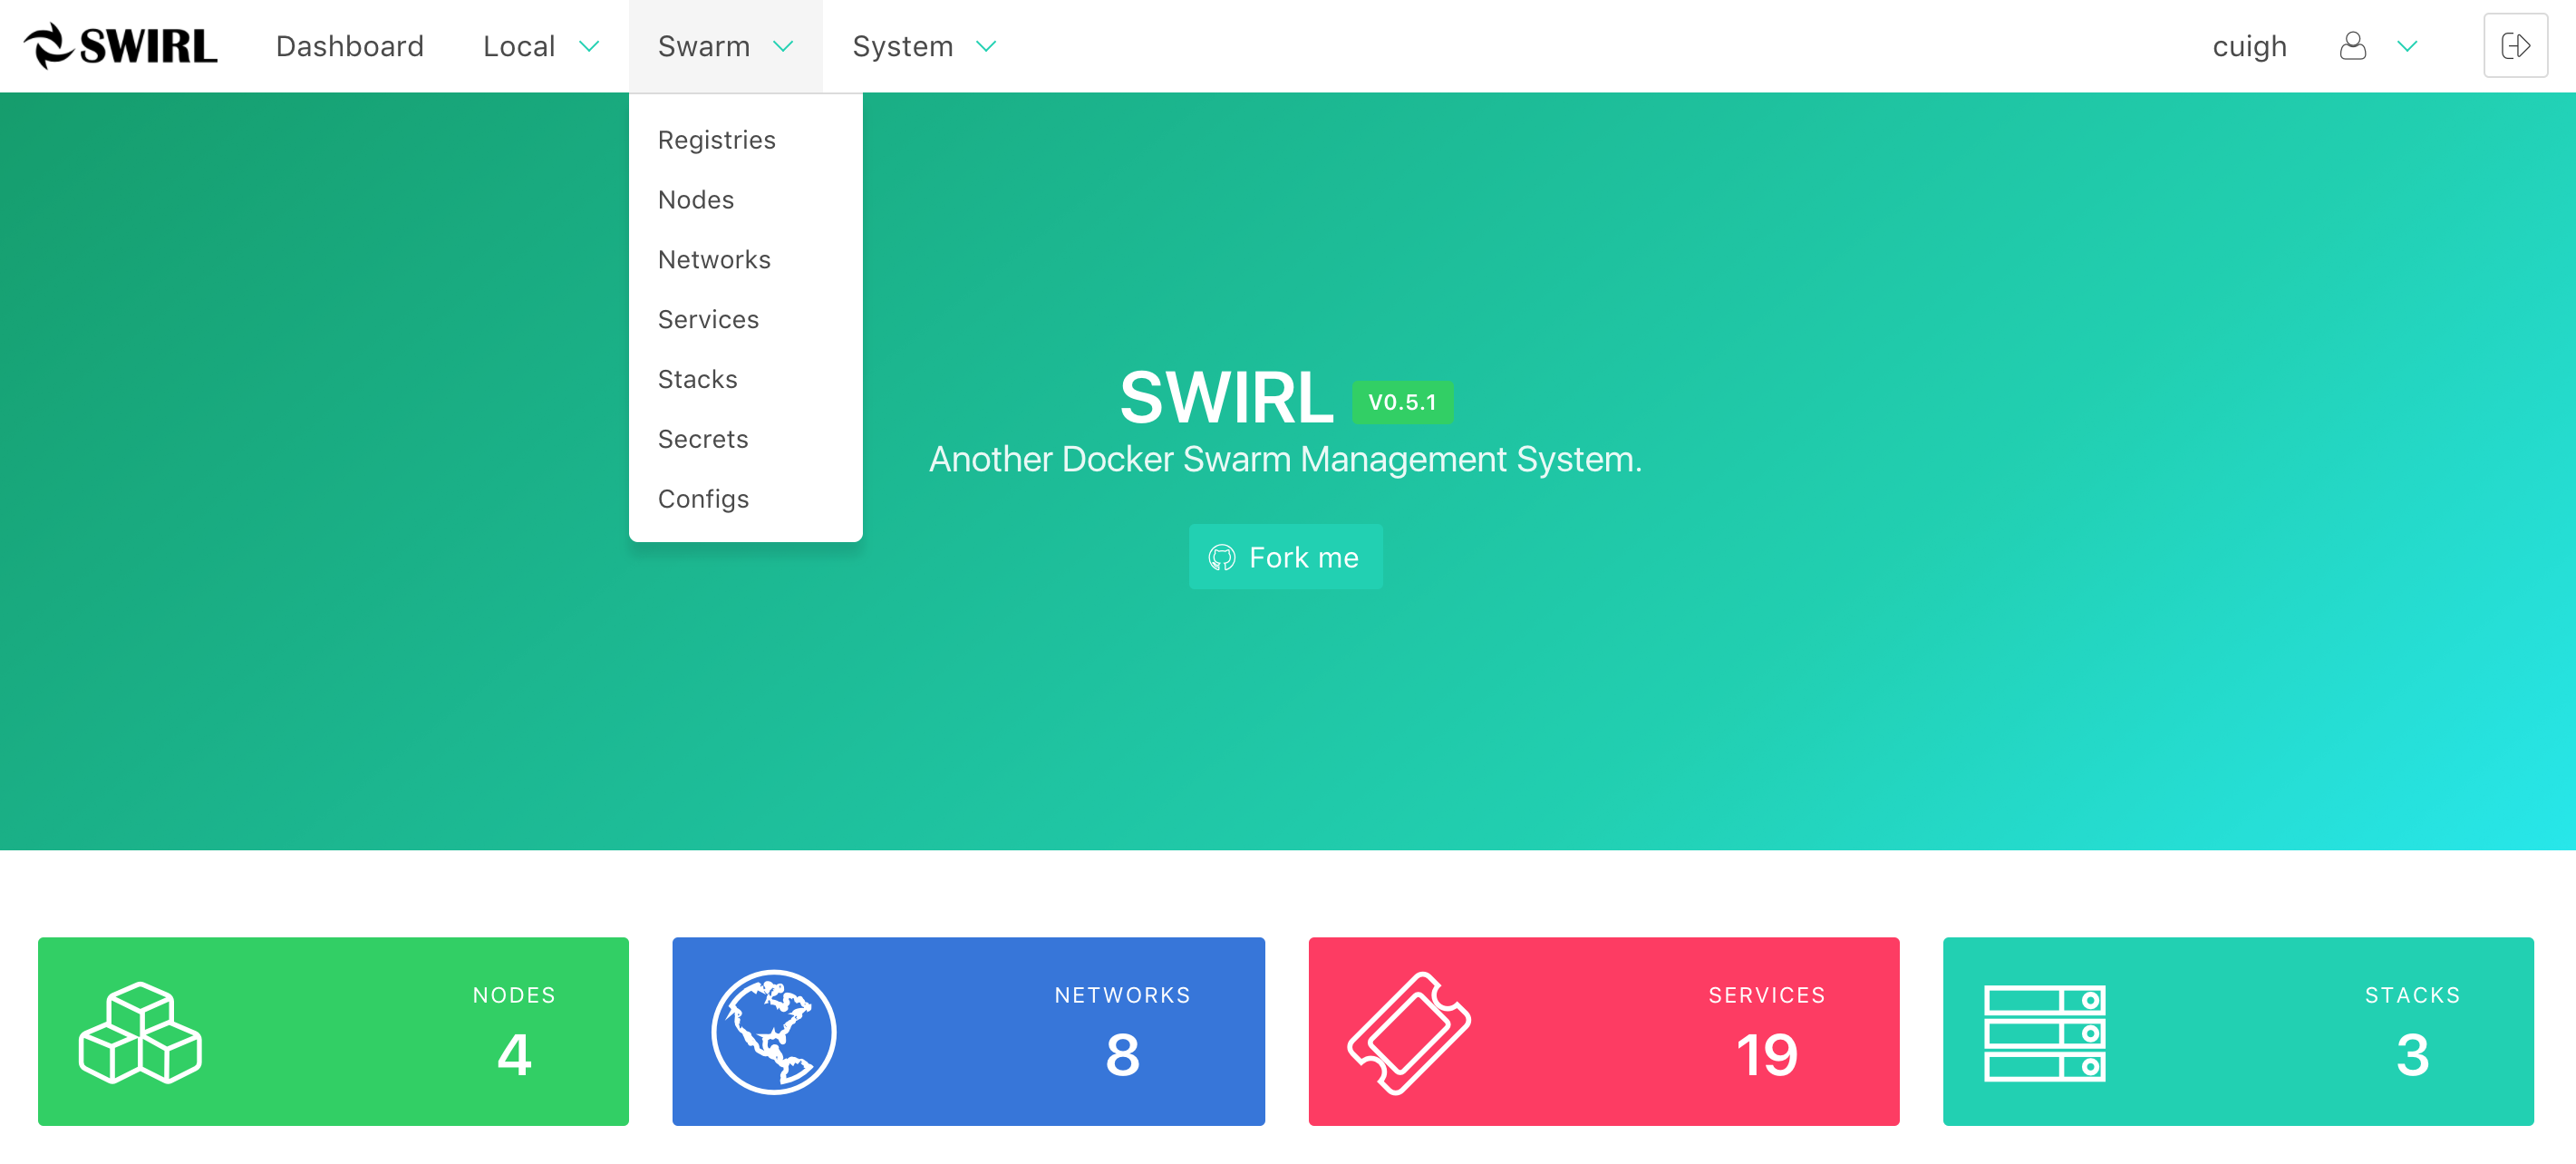 SWIRL Dashboard Local Swarm System cuigh
Registries
Nodes
Networks
Services
Stacks
Secrets
Configs
SWIRL V0.5.1
Another Docker Swarm Management System.
Fork me
NODES
4
NETWORKS
8
SERVICES
19
STACKS
3